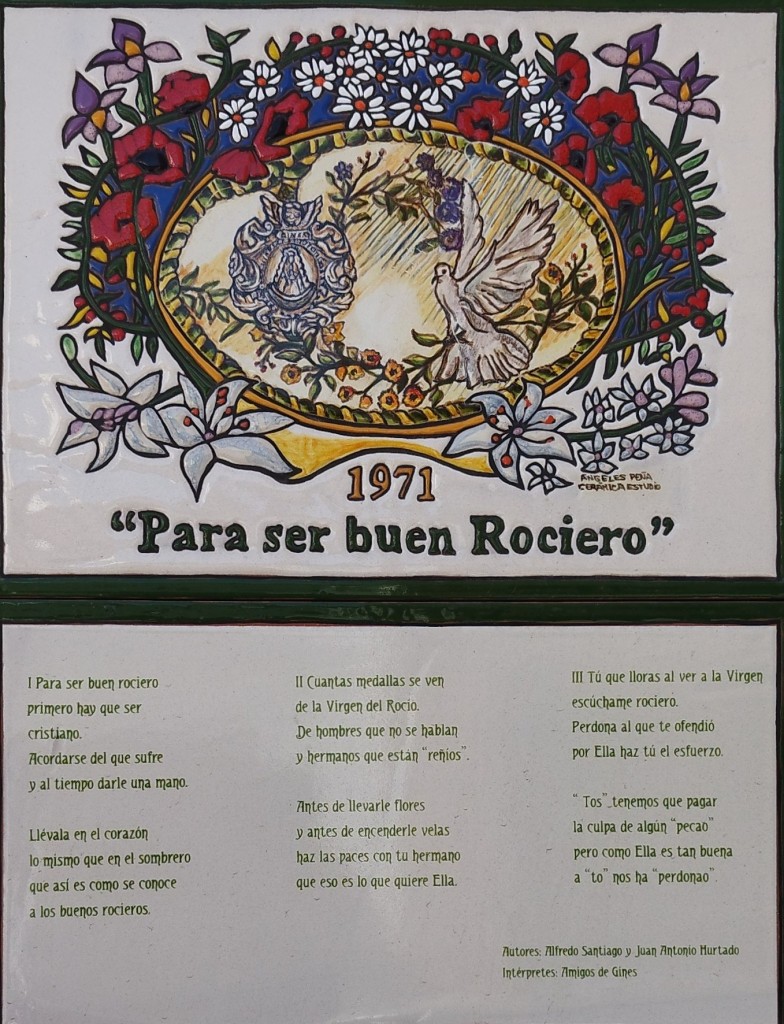 1971
ANGELES PEÑA
CERÁMICA ESTUDIO
“Para ser buen Rociero”
I Para ser buen rociero
primero hay que ser
cristiano.
Acordarse del que sufre
y al tiempo darle una mano.
Llévala en el corazón
lo mismo que en el sombrero
que así es como se conoce
a los buenos rocieros.
II Cuantas medallas se ven
de la Virgen del Rocío.
De hombres que no se hablan
y hermanos que están “reñíos”.
Antes de llevarle flores
y antes de encenderle velas
haz las paces con tu hermano
que eso es lo que quiere Ella.
III Tú que lloras al ver a la Virgen
escúchame rociero.
Perdona al que te ofendió
por Ella haz tú el esfuerzo.
“ Tos” tenemos que pagar
la culpa de algún “pecao”
pero como Ella es tan buena
a “to” nos ha “perdonao”.
Autores: Alfredo Santiago y Juan Antonio Hurtado
Intérpretes: Amigos de Gines